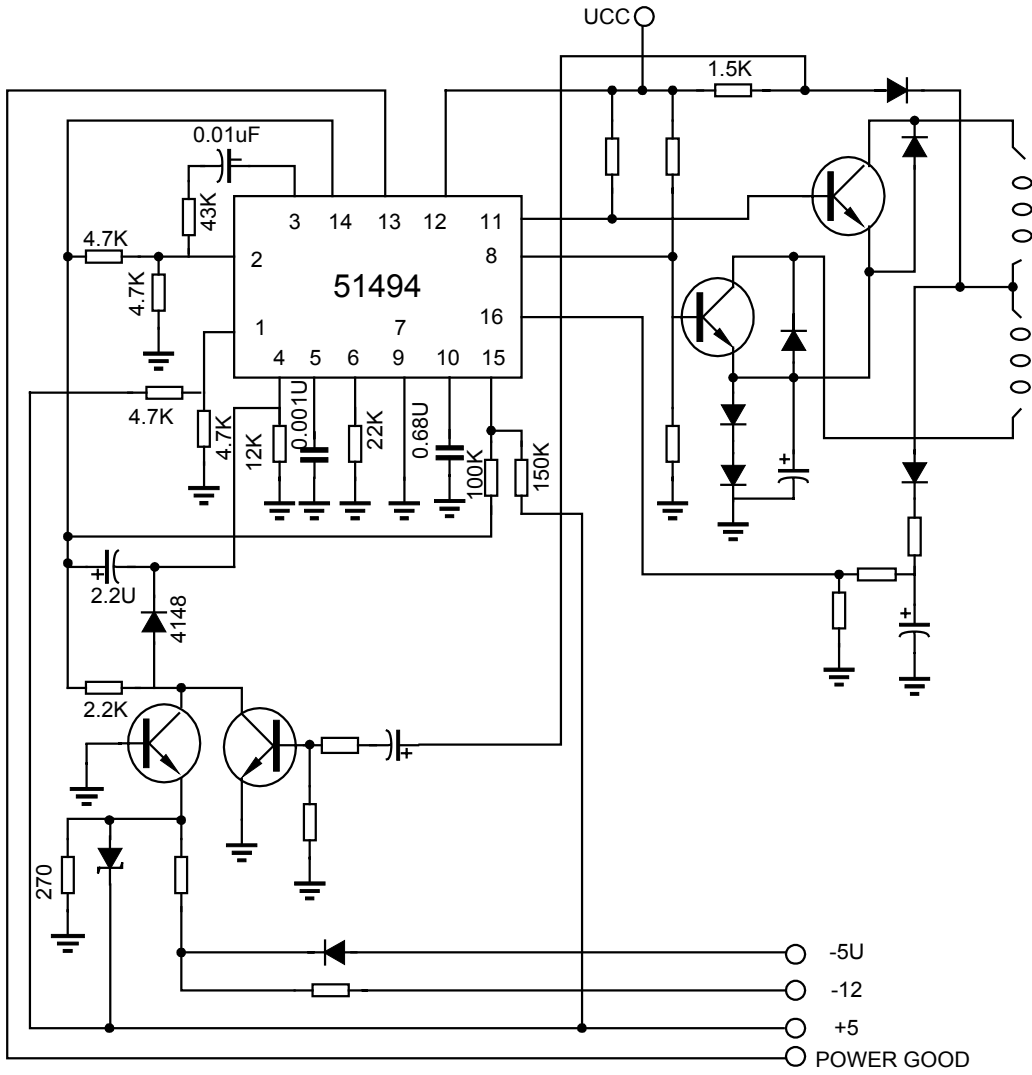 UCC
1.5K
0.01uF
43K
3 14 13 12 11
4.7K
2
8
4.7K
51494
1
7
16
4 5 6 9 10 15
4.7K
4.7K
12K
0.001U
22K
0.68U
100K
150K
+
+
2.2U
4148
+
2.2K
+
270
-5U
-12
+5
POWER GOOD